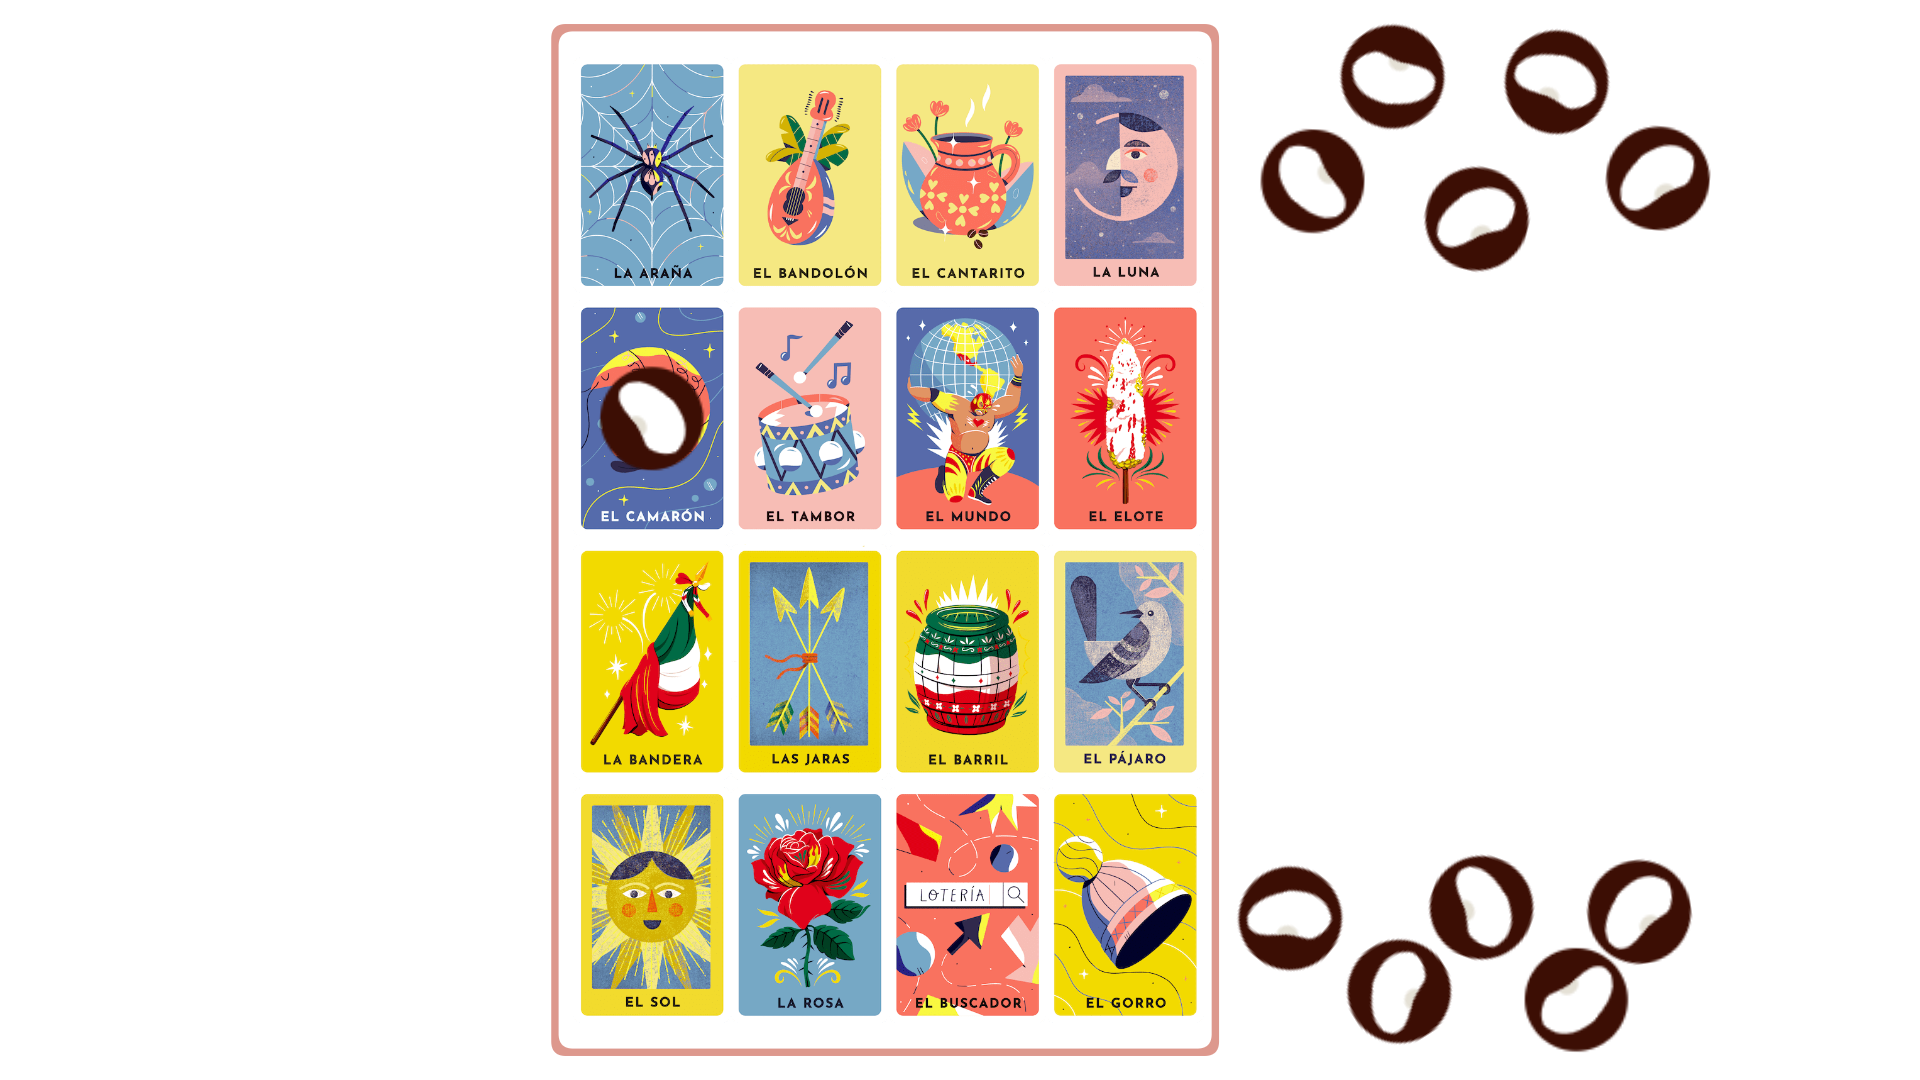 LA ARAÑA
EL BANDOLÓN
EL CANTARITO
LA LUNA
EL CAMARÓN
EL TAMBOR
EL MUNDO
EL ELOTE
LA BANDERA
LAS JARAS
EL BARRIL
EL PÁJARO
EL SOL
LA ROSA
LOTERÍA
EL BUSCADOR
EL GORRO